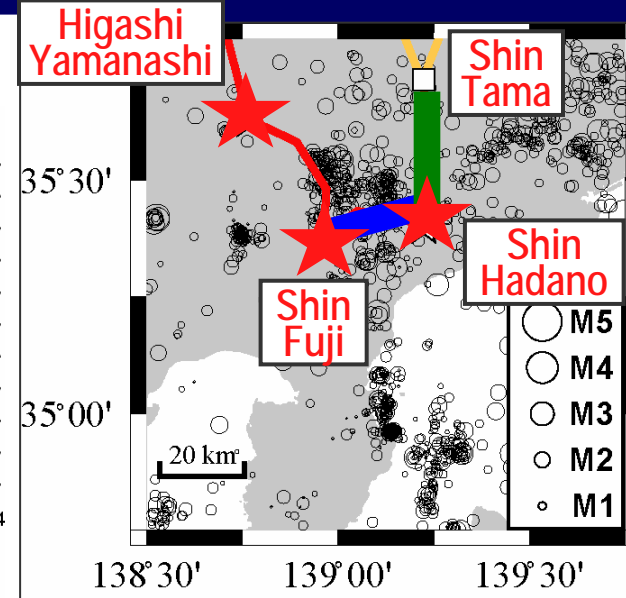 Higashi
Yamanashi
Shin
Tama
35°30'
Shin
Hadano
Shin
Fuji
M5
M4
M3
M2
M1
35°00'
20 km
4
138°30'
139°00'
139°30'